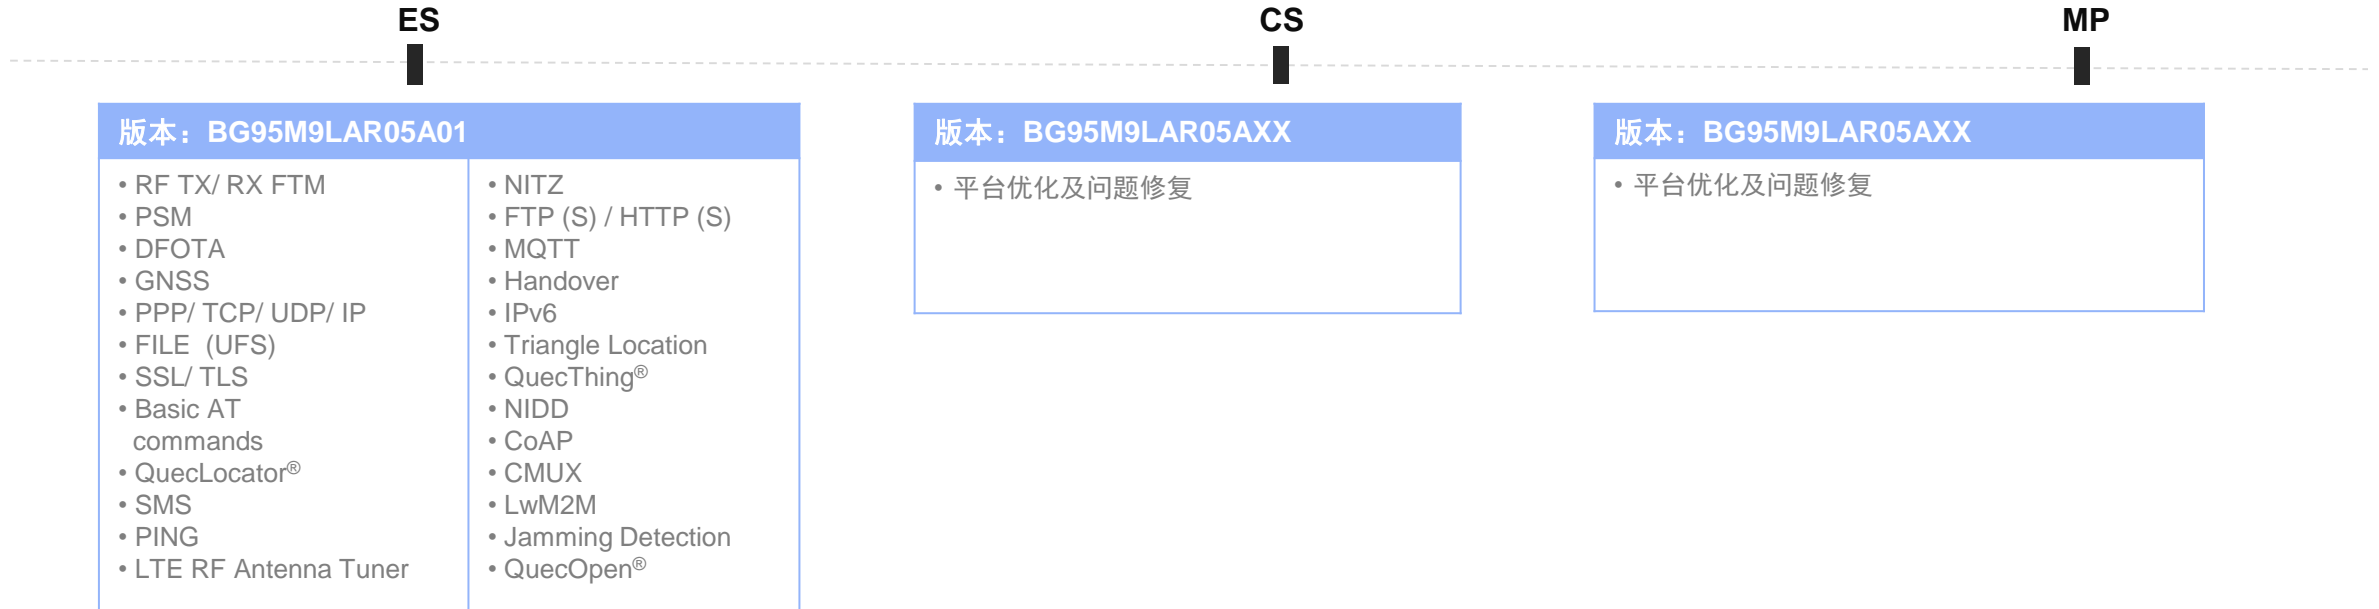 ES
CS
MP
版本：BG95M9LAR05A01
• RF TX/ RX FTM
• PSM
• DFOTA
• GNSS
• PPP/ TCP/ UDP/ IP
• FILE (UFS)
• SSL/ TLS
• Basic AT
commands
• QuecLocator®
• SMS
• PING
• LTE RF Antenna Tuner
• NITZ
• FTP (S) / HTTP (S)
• MQTT
• Handover
• IPv6
• Triangle Location
• QuecThing®
• NIDD
• CoAP
• CMUX
• LwM2M
• Jamming Detection
• QuecOpen®
版本：BG95M9LAR05AXX
• 平台优化及问题修复
版本：BG95M9LAR05AXX
• 平台优化及问题修复